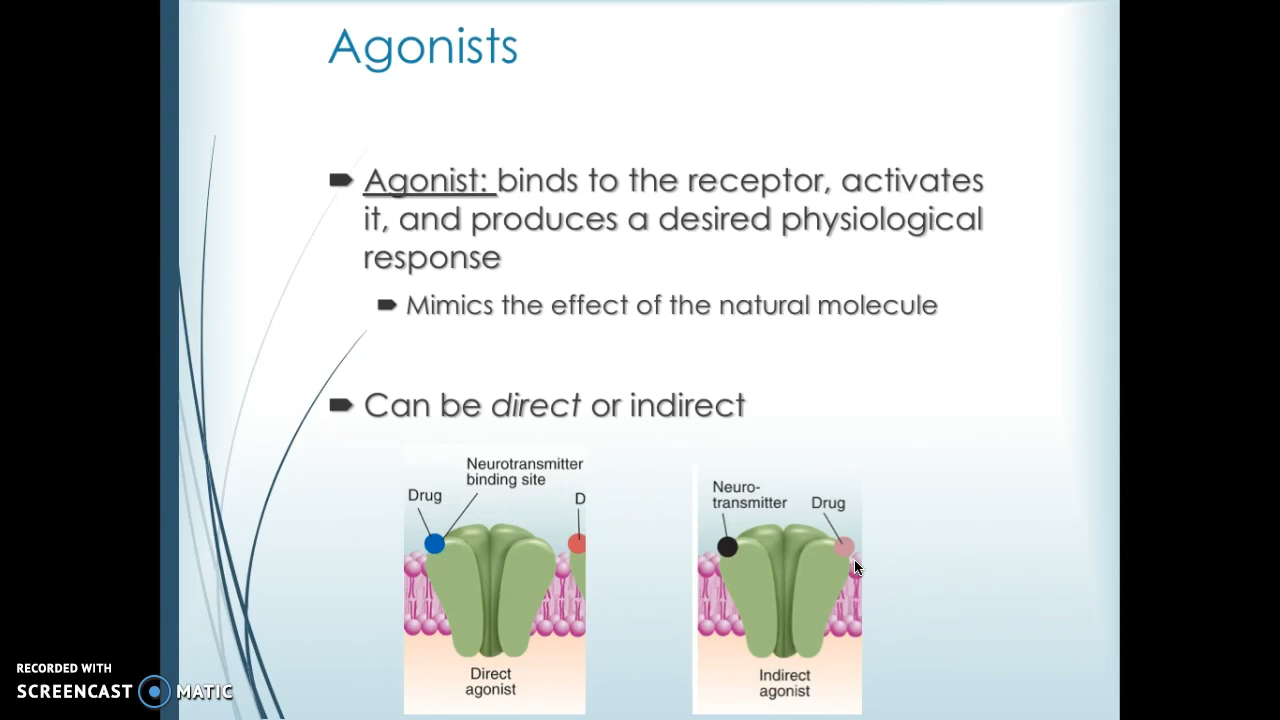 Agonists
Agonist: binds to the receptor, activates
it, and produces a desired physiological
response
Mimics the effect of the natural molecule
Can be direct or indirect
Neurotransmitter
binding site
Drug
D
Neuro-
transmitter
Drug
Direct
agonist
Indirect
agonist
RECORDED WITH
SCREENCAST MATIC